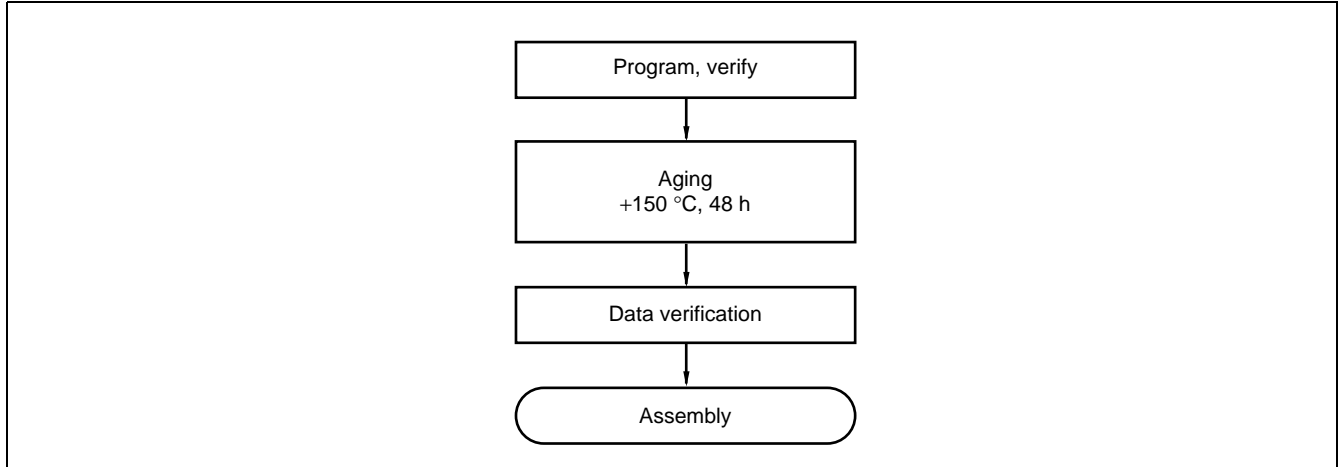 Program, verify
Aging
+150 °C, 48 h
Data verification
Assembly